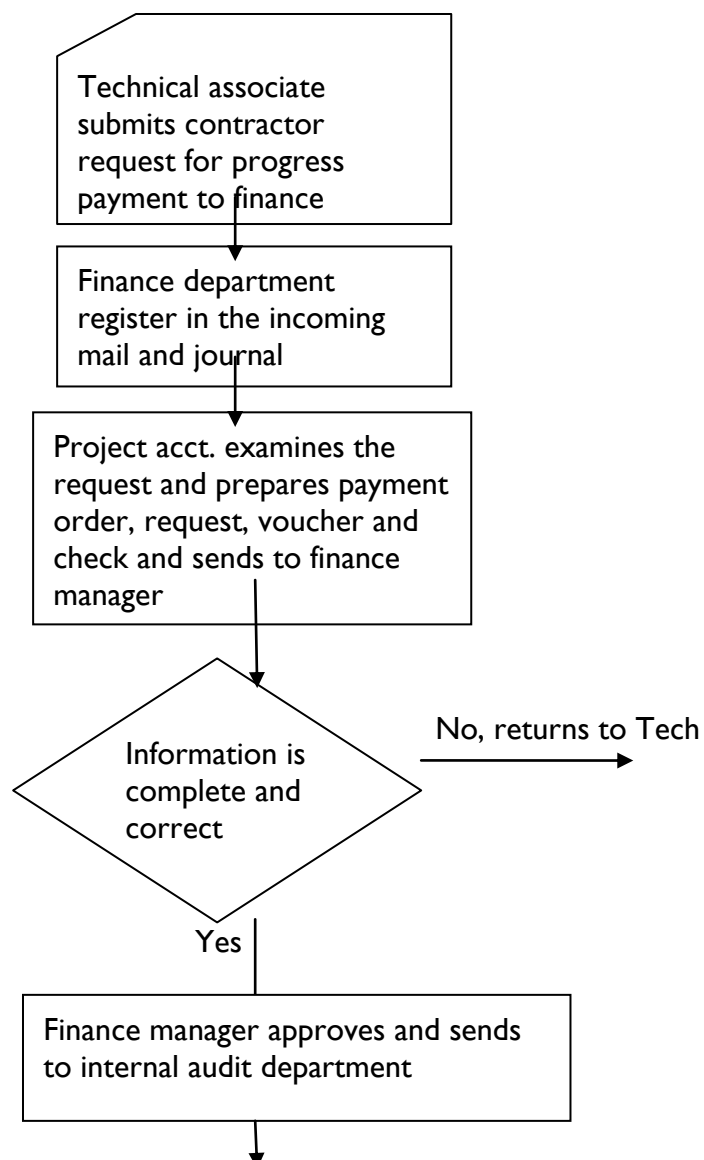 Technical associate
submits contractor
request for progress
payment to finance
Finance department
register in the incoming
mail and journal
Project acct. examines the
request and prepares payment
order, request, voucher and
check and sends to finance
manager
Information is
complete and
correct
No, returns to Tech
Yes
Finance manager approves and sends
to internal audit department